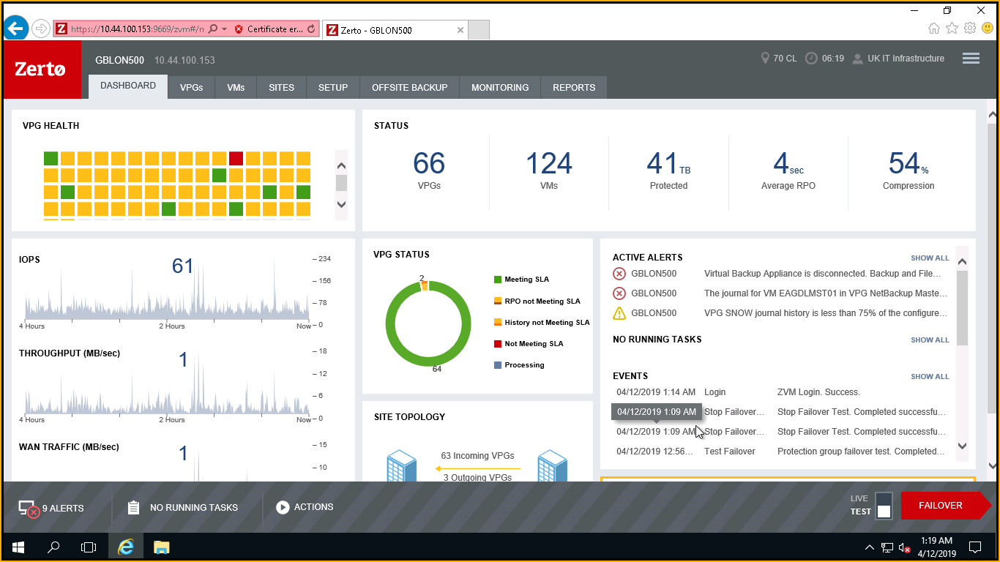 https://10.44.100.153:9669/zvm#/m
Certificate er...
Zerto - GBLON500
Zerto
GBLON500 10.44.100.153
70 CL
06:19
UK IT Infrastructure
DASHBOARD
VPGs
VMs
SITES
SETUP
OFFSITE BACKUP
MONITORING
REPORTS
VPG HEALTH
STATUS
66
VPGs
124
VMs
41 TB
Protected
4 sec
Average RPO
54 %
Compression
IOPS
61
234
156
78
0
4 Hours
2 Hours
Now
THROUGHPUT (MB/sec)
1
18
12
6
0
4 Hours
2 Hours
Now
WAN TRAFFIC (MB/sec)
1
15
10
VPG STATUS
2
64
Meeting SLA
RPO not Meeting SLA
History not Meeting SLA
Not Meeting SLA
Processing
SITE TOPOLOGY
63 Incoming VPGs
3 Outgoing VPGs
ACTIVE ALERTS
SHOW ALL
GBLON500 Virtual Backup Appliance is disconnected. Backup and File...
GBLON500 The journal for VM EAGDLMST01 in VPG NetBackup Maste...
GBLON500 VPG SNOW journal history is less than 75% of the configure...
NO RUNNING TASKS
SHOW ALL
EVENTS
SHOW ALL
04/12/2019 1:14 AM Login ZVM Login. Success.
04/12/2019 1:09 AM Stop Failover... Stop Failover Test. Completed successfu...
04/12/2019 1:09 AM Stop Failover... Stop Failover Test. Completed successfu...
04/12/2019 12:56... Test Failover Protection group failover test. Completed...
9 ALERTS
NO RUNNING TASKS
ACTIONS
LIVE
TEST
FAILOVER
1:19 AM
4/12/2019